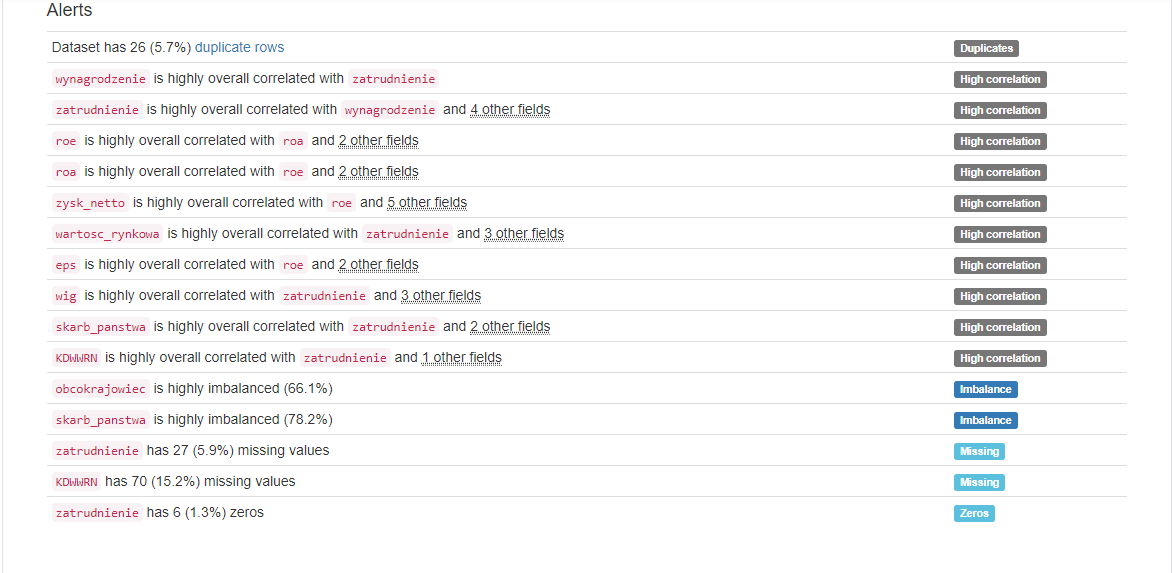 Alerts
Dataset has 26 (5.7%) duplicate rows Duplicates
wynagrodzenie is highly overall correlated with zatrudnienie High correlation
zatrudnienie is highly overall correlated with wynagrodzenie and 4 other fields High correlation
roe is highly overall correlated with roa and 2 other fields High correlation
roa is highly overall correlated with roe and 2 other fields High correlation
zysk_netto is highly overall correlated with roe and 5 other fields High correlation
wartosc_rynkowa is highly overall correlated with zatrudnienie and 3 other fields High correlation
eps is highly overall correlated with roe and 2 other fields High correlation
wig is highly overall correlated with zatrudnienie and 3 other fields High correlation
skarb_panstwa is highly overall correlated with zatrudnienie and 2 other fields High correlation
KDWWRN is highly overall correlated with zatrudnienie and 1 other fields High correlation
obcokrajowiec is highly imbalanced (66.1%) Imbalance
skarb_panstwa is highly imbalanced (78.2%) Imbalance
zatrudnienie has 27 (5.9%) missing values Missing
KDWWRN has 70 (15.2%) missing values Missing
zatrudnienie has 6 (1.3%) zeros Zeros